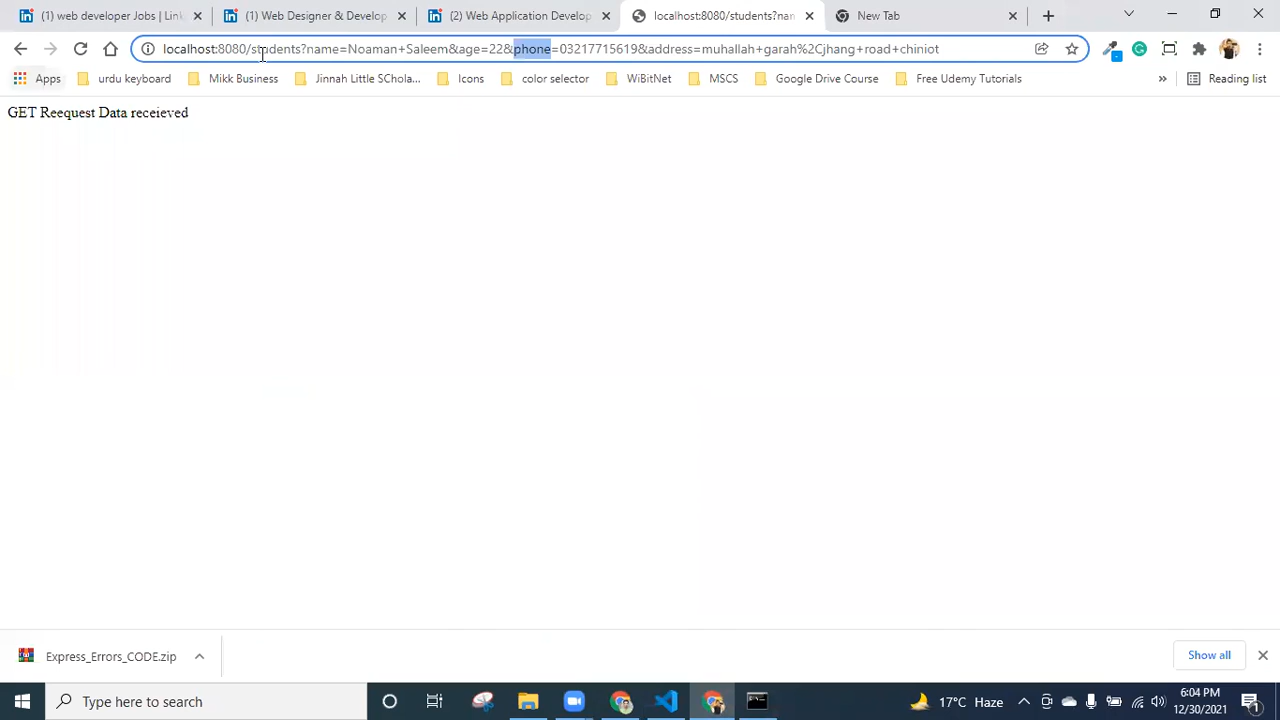 (1) web developer Jobs | Link
(1) Web Designer & Develop
(2) Web Application Develop
localhost:8080/students?nam
New Tab
localhost:8080/students?name=Noaman+Saleem&age=22&phone=03217715619&address=muhallah+garah%2Cjhang+road+chiniot
Apps
urdu keyboard
Mikk Business
Jinnah Little SChola...
Icons
color selector
WiBitNet
MSCS
Google Drive Course
Free Udemy Tutorials
»
Reading list
GET Reequest Data receieved
Express_Errors_CODE.zip
Show all
Type here to search
17°C Haze
6:04 PM
12/30/2021
1